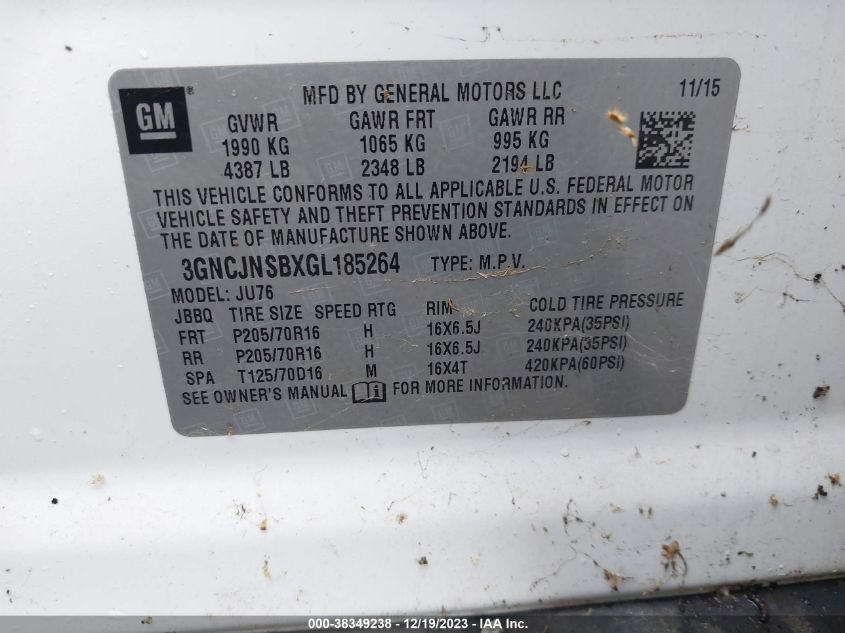 GM
®
MFD BY GENERAL MOTORS LLC 11/15
GVWR GAWR FRT GAWR RR
1990 KG 1065 KG 995 KG
4387 LB 2348 LB 2194 LB
THIS VEHICLE CONFORMS TO ALL APPLICABLE U.S. FEDERAL MOTOR
VEHICLE SAFETY AND THEFT PREVENTION STANDARDS IN EFFECT ON
THE DATE OF MANUFACTURE SHOWN ABOVE.
3GNCJNSBXGL185264 TYPE: M.P.V.
MODEL: JU76
JBBQ TIRE SIZE SPEED RTG RIM COLD TIRE PRESSURE
FRT P205/70R16 H 16X6.5J 240KPA(35PSI)
RR P205/70R16 H 16X6.5J 240KPA(35PSI)
SPA T125/70D16 M 16X4T 420KPA(60PSI)
SEE OWNER'S MANUAL FOR MORE INFORMATION.
000-38349238 - 12/19/2023 - IAA, Inc.